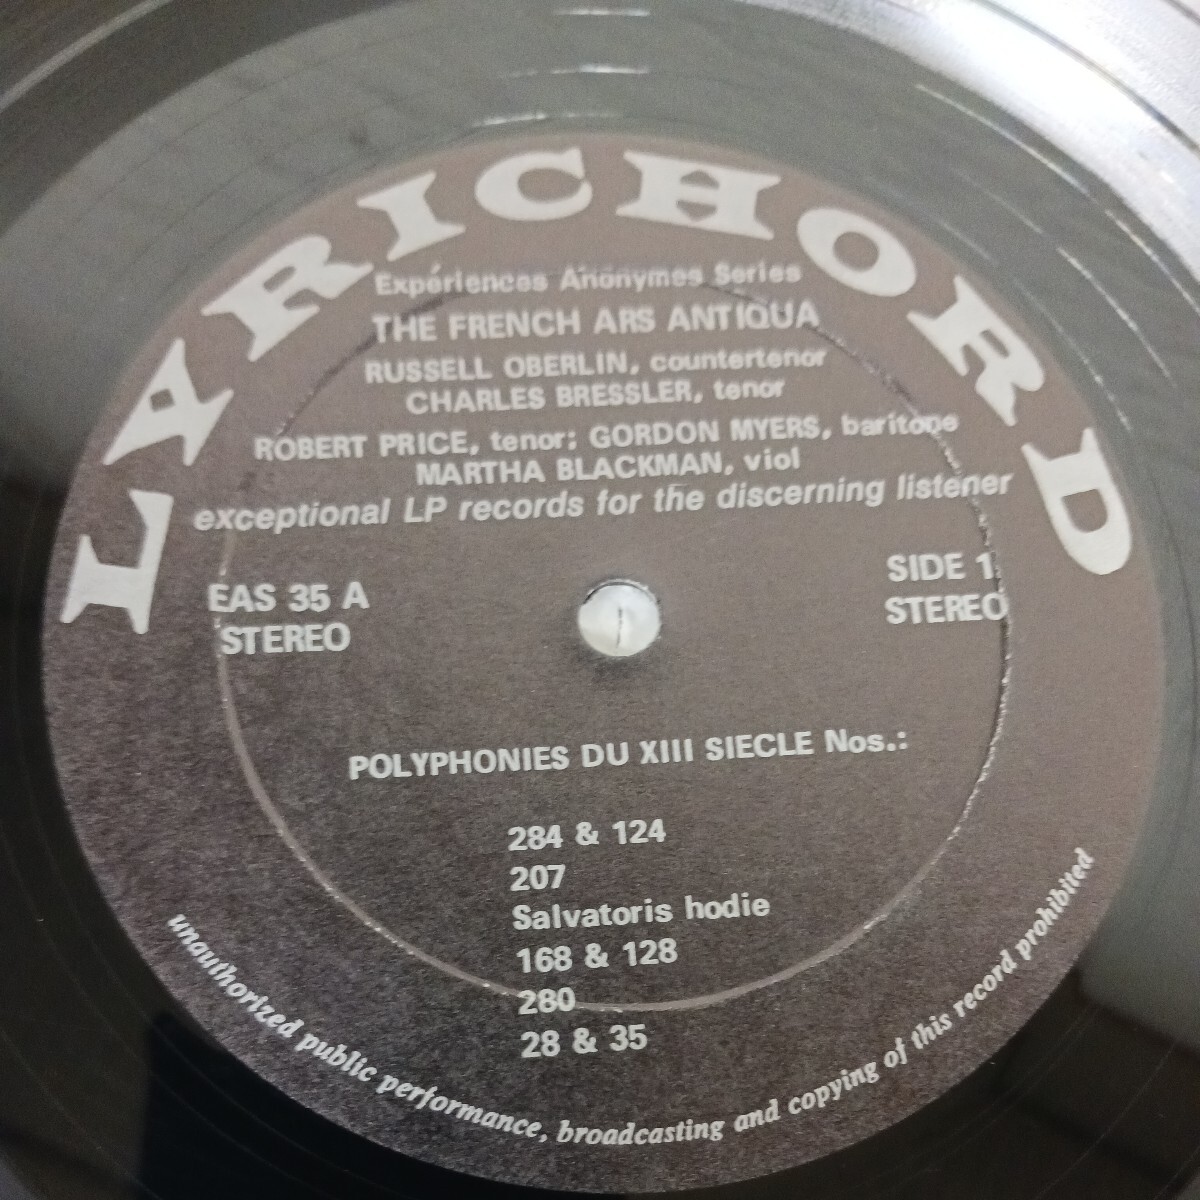 LYRICHORD
Expériences Anonymes Series
THE FRENCH ARS ANTIQUA
RUSSELL OBERLIN, countertenor
CHARLES BRESSLER, tenor
ROBERT PRICE, tenor; GORDON MYERS, baritone
MARTHA BLACKMAN, viol
exceptional LP records for the discerning listener
EAS 35 A
STEREO
SIDE 1
STEREO
POLYPHONIES DU XIII SIECLE Nos.:
284 & 124
207
Salvatoris hodie
168 & 128
280
28 & 35
unauthorized public performance, broadcasting and copying of this record prohibited